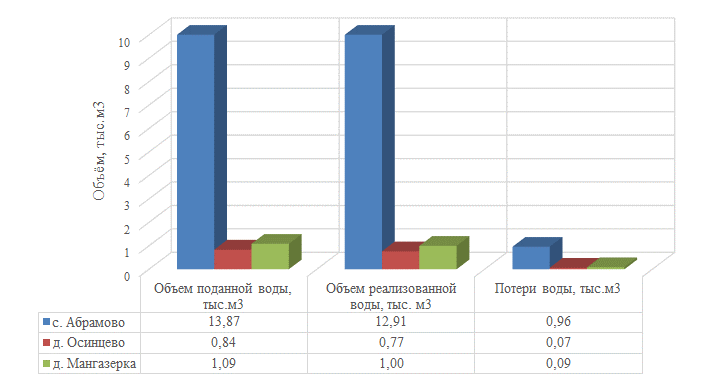 Объём, тыс.м3
10
9
8
7
6
5
4
3
2
1
0
Объем поданной воды,
тыс.м3
Объем реализованной
воды, тыс. м3
Потери воды, тыс.м3
с. Абрамово 13,87 12,91 0,96
д. Осинцево 0,84 0,77 0,07
д. Мангазерка 1,09 1,00 0,09